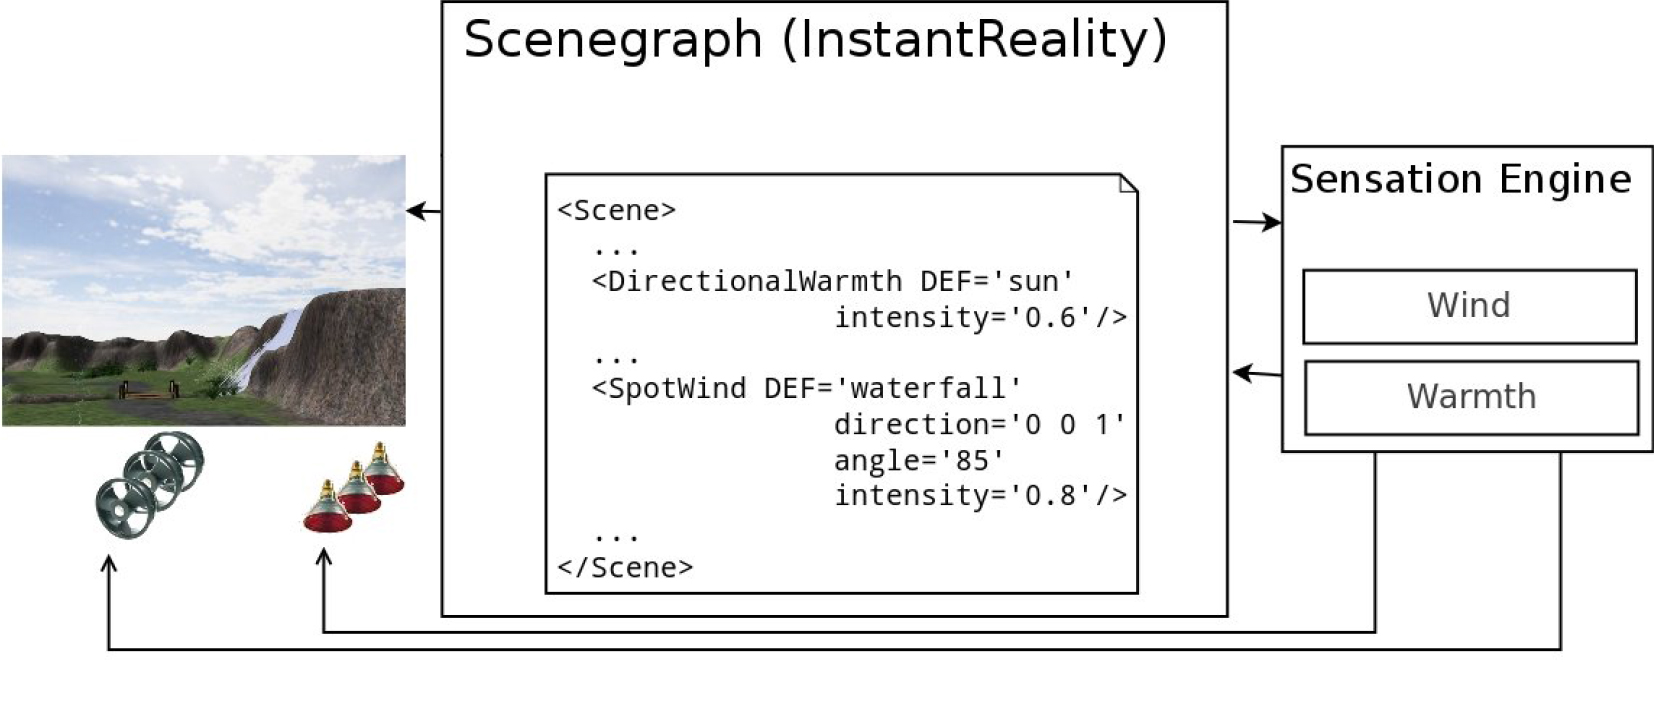 Scenegraph (InstantReality)
<Scene>
...
<DirectionalWarmth DEF='sun'
intensity='0.6'/>
...
<SpotWind DEF='waterfall'
direction='0 0 1'
angle='85'
intensity='0.8'/>
...
</Scene>
Sensation Engine
Wind
Warmth